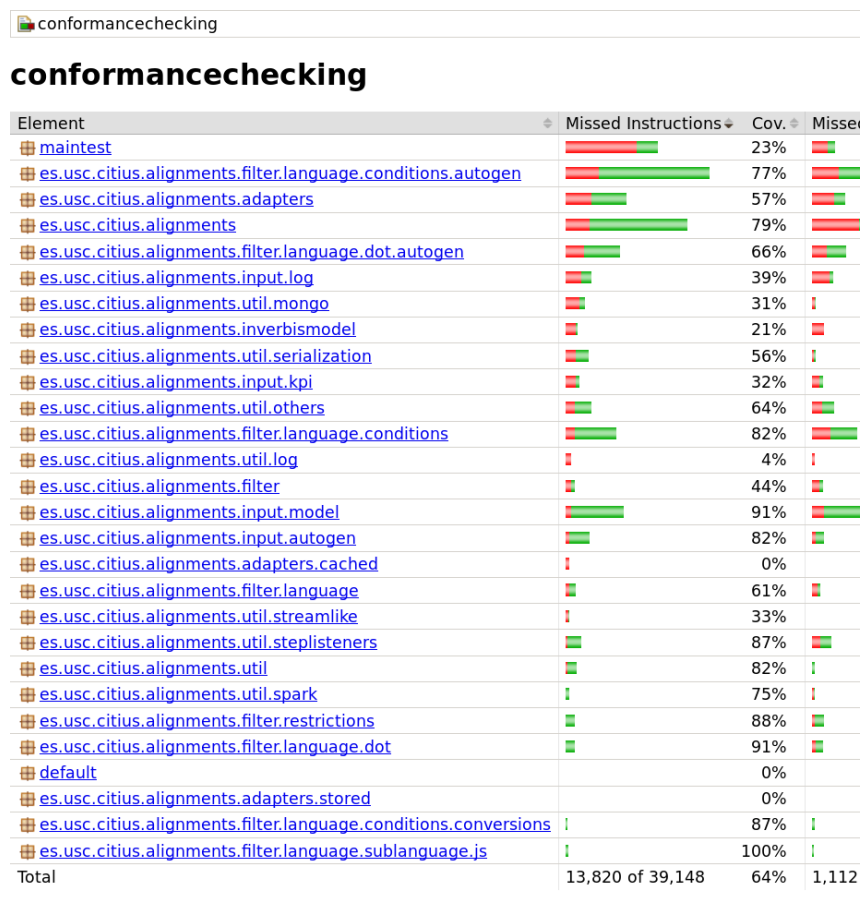 conformancechecking
conformancechecking
Element Missed Instructions Cov.
maintest 23%
es.usc.citius.alignments.filter.language.conditions.autogen 77%
es.usc.citius.alignments.adapters 57%
es.usc.citius.alignments 79%
es.usc.citius.alignments.filter.language.dot.autogen 66%
es.usc.citius.alignments.input.log 39%
es.usc.citius.alignments.util.mongo 31%
es.usc.citius.alignments.inverbismodel 21%
es.usc.citius.alignments.util.serialization 56%
es.usc.citius.alignments.input.kpi 32%
es.usc.citius.alignments.util.others 64%
es.usc.citius.alignments.filter.language.conditions 82%
es.usc.citius.alignments.util.log 4%
es.usc.citius.alignments.filter 44%
es.usc.citius.alignments.input.model 91%
es.usc.citius.alignments.input.autogen 82%
es.usc.citius.alignments.adapters.cached 0%
es.usc.citius.alignments.filter.language 61%
es.usc.citius.alignments.util.streamlike 33%
es.usc.citius.alignments.util.steplisteners 87%
es.usc.citius.alignments.util 82%
es.usc.citius.alignments.util.spark 75%
es.usc.citius.alignments.filter.restrictions 88%
es.usc.citius.alignments.filter.language.dot 91%
default 0%
es.usc.citius.alignments.adapters.stored 0%
es.usc.citius.alignments.filter.language.conditions.conversions 87%
es.usc.citius.alignments.filter.language.sublanguage.js 100%
Total 13,820 of 39,148 64% 1,112